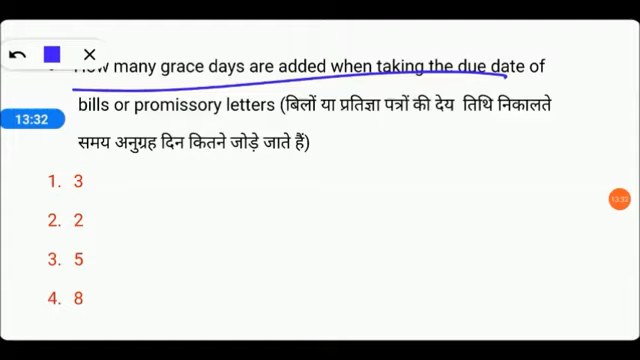 How many grace days are added when taking the due date of
13:32
bills or promissory letters (बिलों या प्रतिज्ञा पत्रों की देय तिथि निकालते
समय अनुग्रह दिन कितने जोड़े जाते हैं)
1. 3
13:32
2. 2
3. 5
4. 8